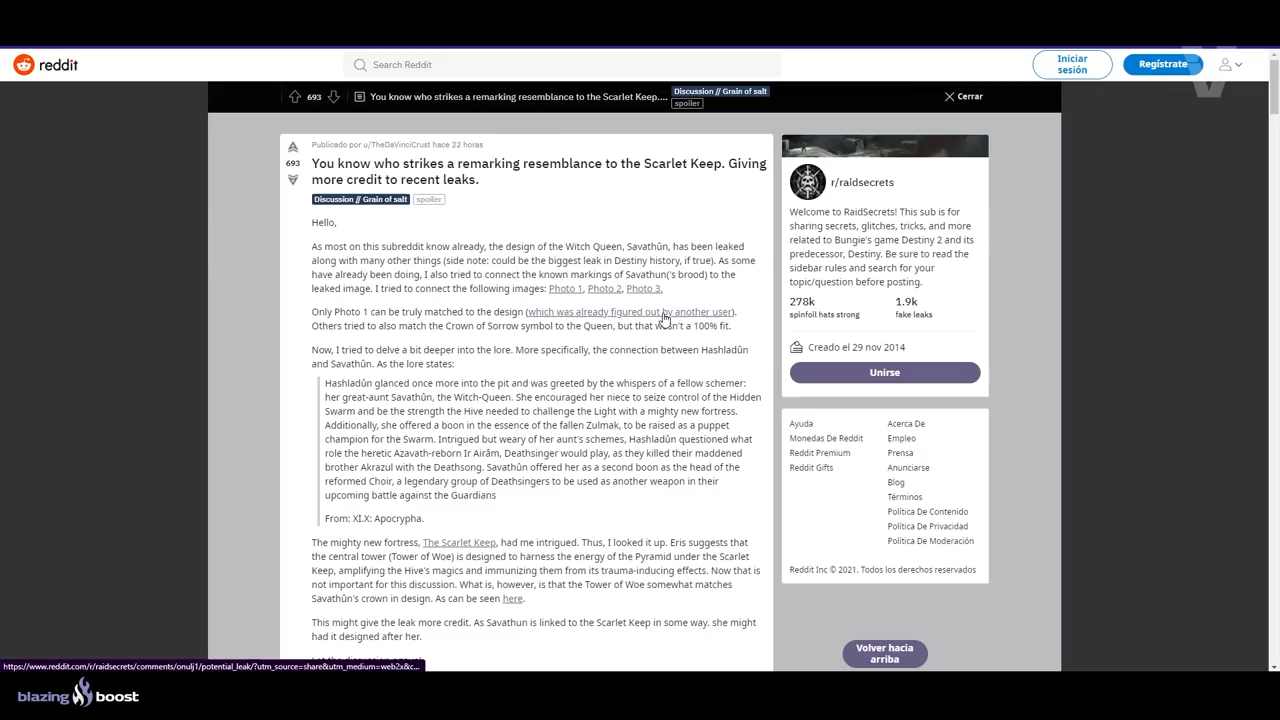 reddit
Search Reddit
Iniciar sesión
Regístrate
693
You know who strikes a remarking resemblance to the Scarlet Keep....
Discussion // Grain of salt
spoiler
Cerrar
Publicado por u/TheDaVinciCrust hace 22 horas
693
You know who strikes a remarking resemblance to the Scarlet Keep. Giving
more credit to recent leaks.
Discussion // Grain of salt
spoiler
Hello,
As most on this subreddit know already, the design of the Witch Queen, Savathûn, has been leaked
along with many other things (side note: could be the biggest leak in Destiny history, if true). As some
have already been doing, I also tried to connect the known markings of Savathun('s brood) to the
leaked image. I tried to connect the following images: Photo 1, Photo 2, Photo 3.
Only Photo 1 can be truly matched to the design (which was already figured out by another user).
Others tried to also match the Crown of Sorrow symbol to the Queen, but that wasn't a 100% fit.
Now, I tried to delve a bit deeper into the lore. More specifically, the connection between Hashladûn
and Savathûn. As the lore states:
Hashladûn glanced once more into the pit and was greeted by the whispers of a fellow schemer:
her great-aunt Savathûn, the Witch-Queen. She encouraged her niece to seize control of the Hidden
Swarm and be the strength the Hive needed to challenge the Light with a mighty new fortress.
Additionally, she offered a boon in the essence of the fallen Zulmak, to be raised as a puppet
champion for the Swarm. Intrigued but weary of her aunt's schemes, Hashladûn questioned what
role the heretic Azavath-reborn Ir Airâm, Deathsinger would play, as they killed their maddened
brother Akrazul with the Deathsong. Savathûn offered her as a second boon as the head of the
reformed Choir, a legendary group of Deathsingers to be used as another weapon in their
upcoming battle against the Guardians
From: XI.X: Apocrypha.
The mighty new fortress, The Scarlet Keep, had me intrigued. Thus, I looked it up. Eris suggests that
the central tower (Tower of Woe) is designed to harness the energy of the Pyramid under the Scarlet
Keep, amplifying the Hive's magics and immunizing them from its trauma-inducing effects. Now that is
not important for this discussion. What is, however, is that the Tower of Woe somewhat matches
Savathûn's crown in design. As can be seen here.
This might give the leak more credit. As Savathun is linked to the Scarlet Keep in some way. she might
had it designed after her.
r/raidsecrets
Welcome to RaidSecrets! This sub is for
sharing secrets, glitches, tricks, and more
related to Bungie's game Destiny 2 and its
predecessor, Destiny. Be sure to read the
sidebar rules and search for your
topic/question before posting.
278k 1.9k
spinfoil hats strong fake leaks
Creado el 29 nov 2014
Unirse
Ayuda Acerca De
Monedas De Reddit Empleo
Reddit Premium Prensa
Reddit Gifts Anunciarse
Blog
Términos
Política De Contenido
Política De Privacidad
Política De Moderación
Reddit Inc © 2021. Todos los derechos reservados
Volver hacia
arriba
https://www.reddit.com/r/raidsecrets/comments/onulj1/potential_leak/?utm_source=share&utm_medium=web2x&c...
blazing boost